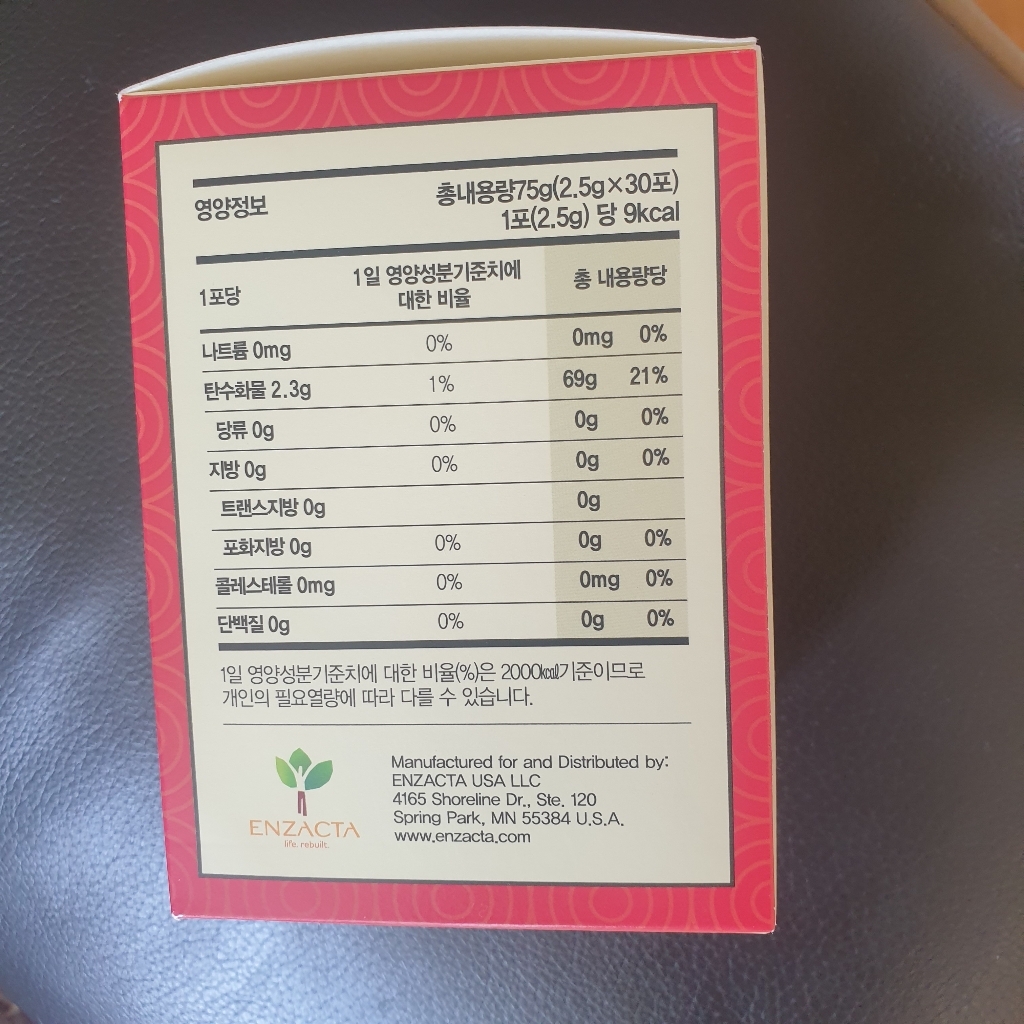 영양정보
총내용량75g(2.5g×30포)
1포(2.5g) 당 9kcal
1포당 1일 영양성분기준치에 대한 비율 총 내용량당
나트륨 0mg 0% 0mg 0%
탄수화물 2.3g 1% 69g 21%
당류 0g 0% 0g 0%
지방 0g 0% 0g 0%
트랜스지방 0g 0g
포화지방 0g 0% 0g 0%
콜레스테롤 0mg 0% 0mg 0%
단백질 0g 0% 0g 0%
1일 영양성분기준치에 대한 비율(%)은 2000kcal기준이므로
개인의 필요열량에 따라 다를 수 있습니다.
ENZACTA
life. rebuilt.
Manufactured for and Distributed by:
ENZACTA USA LLC
4165 Shoreline Dr., Ste. 120
Spring Park, MN 55384 U.S.A.
www.enzacta.com